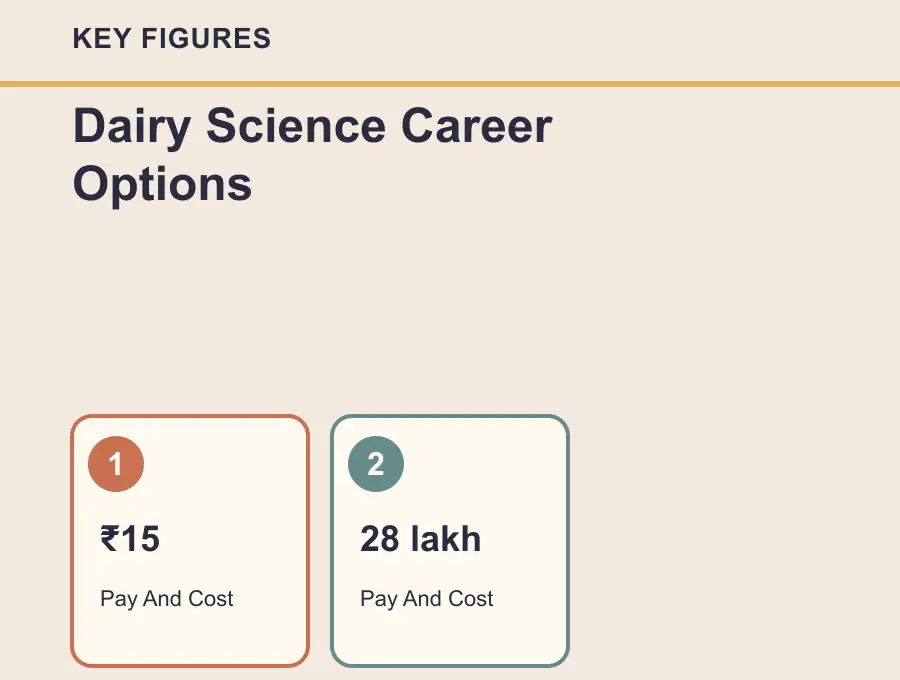 KEY FIGURES
Dairy Science Career
Options
1
2
₹15
28 lakh
Pay And Cost
Pay And Cost